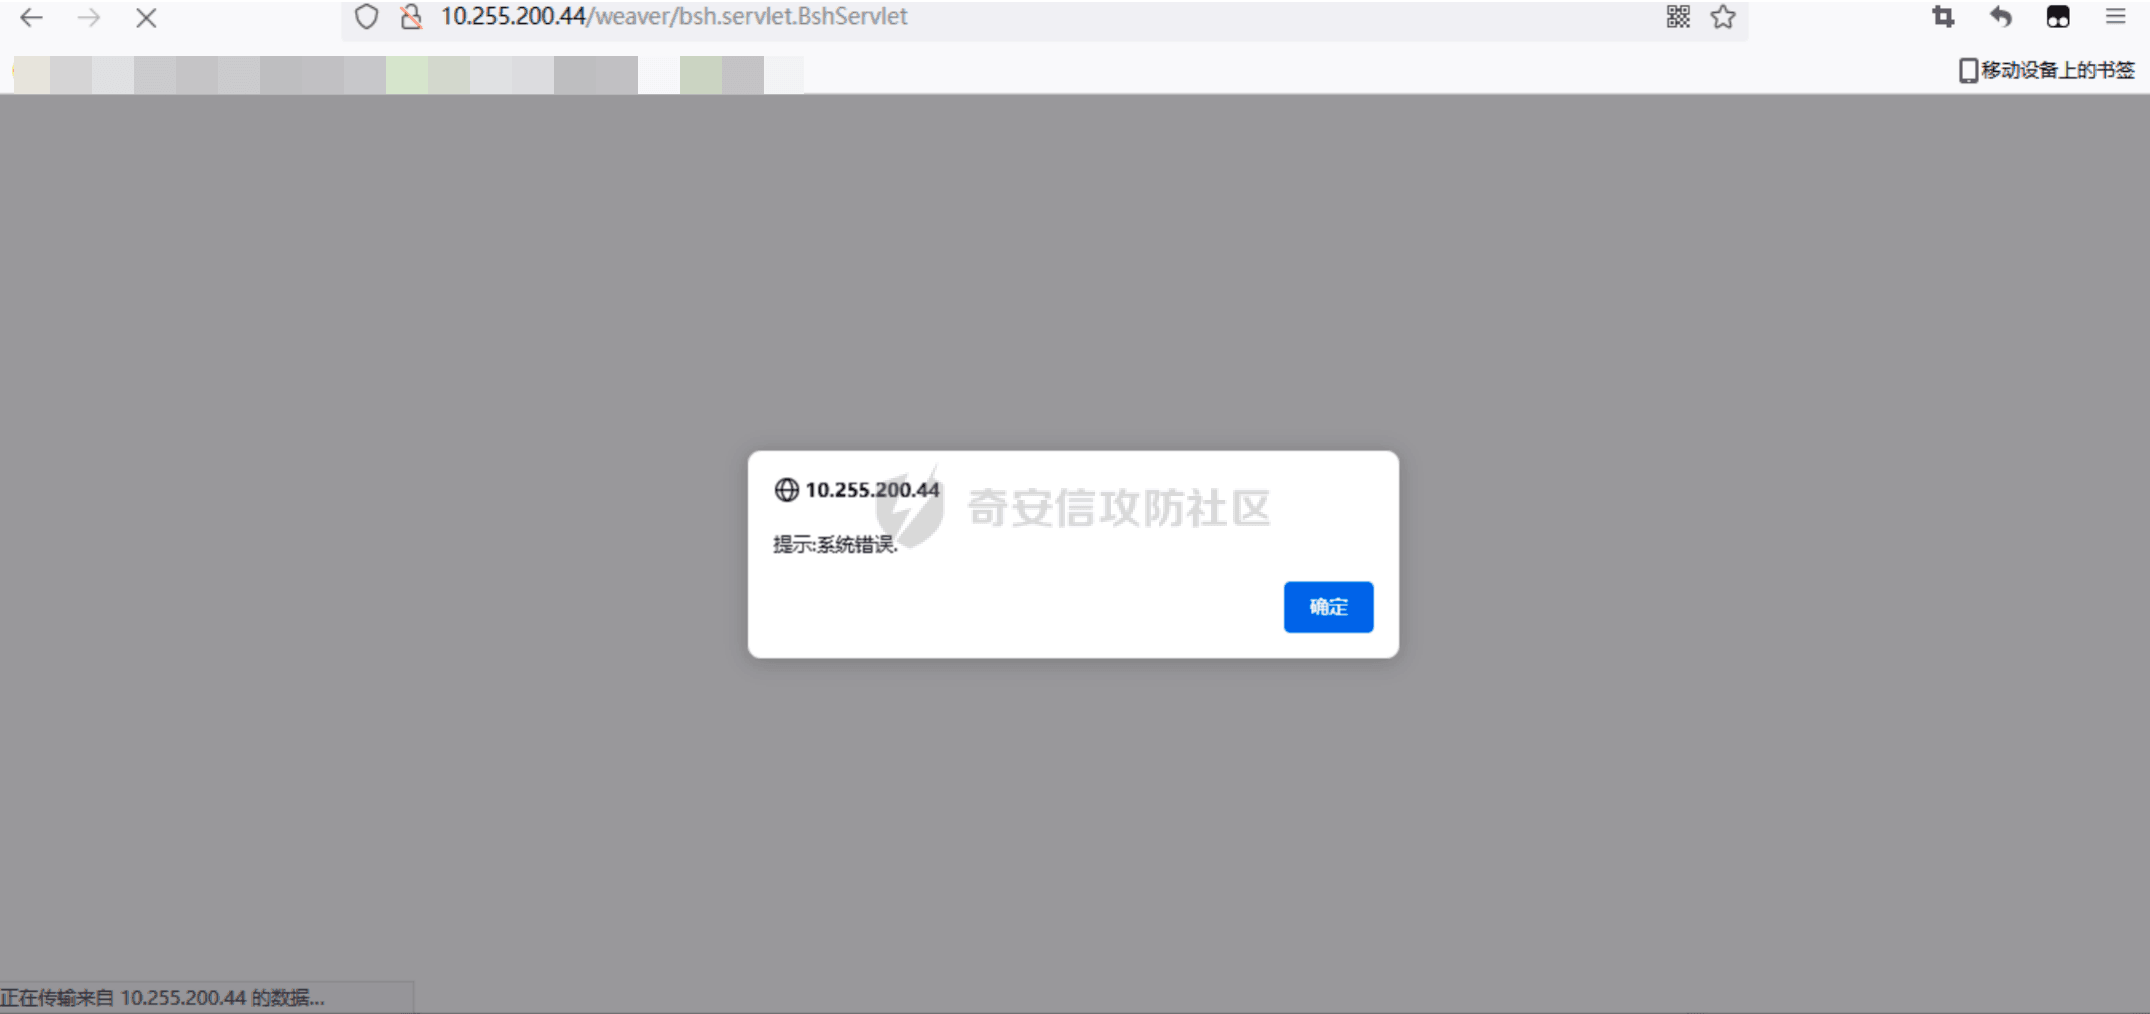 10.255.200.44/weaver/bsh.servlet.BshServlet
移动设备上的书签
10.255.200.44
奇安信攻防社区
提示:系统错误.
确定
正在传输来自 10.255.200.44 的数据...